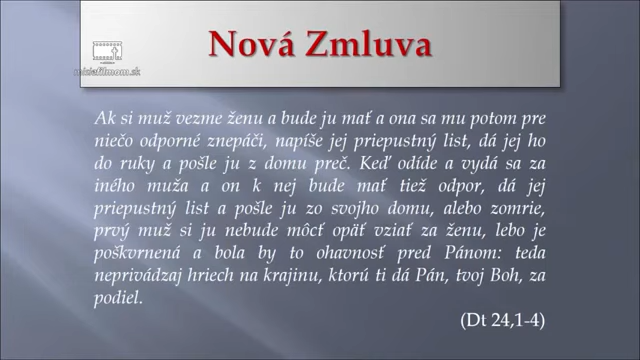 Nová Zmluva
misiafilmom.sk
Ak si muž vezme ženu a bude ju mať a ona sa mu potom pre
niečo odporné znepáči, napíše jej priepustný list, dá jej ho
do ruky a pošle ju z domu preč. Keď odíde a vydá sa za
iného muža a on k nej bude mať tiež odpor, dá jej
priepustný list a pošle ju zo svojho domu, alebo zomrie,
prvý muž si ju nebude môcť opäť vziať za ženu, lebo je
poškvrnená a bola by to ohavnosť pred Pánom: teda
neprivádzaj hriech na krajinu, ktorú ti dá Pán, tvoj Boh, za
podiel.
(Dt 24,1-4)